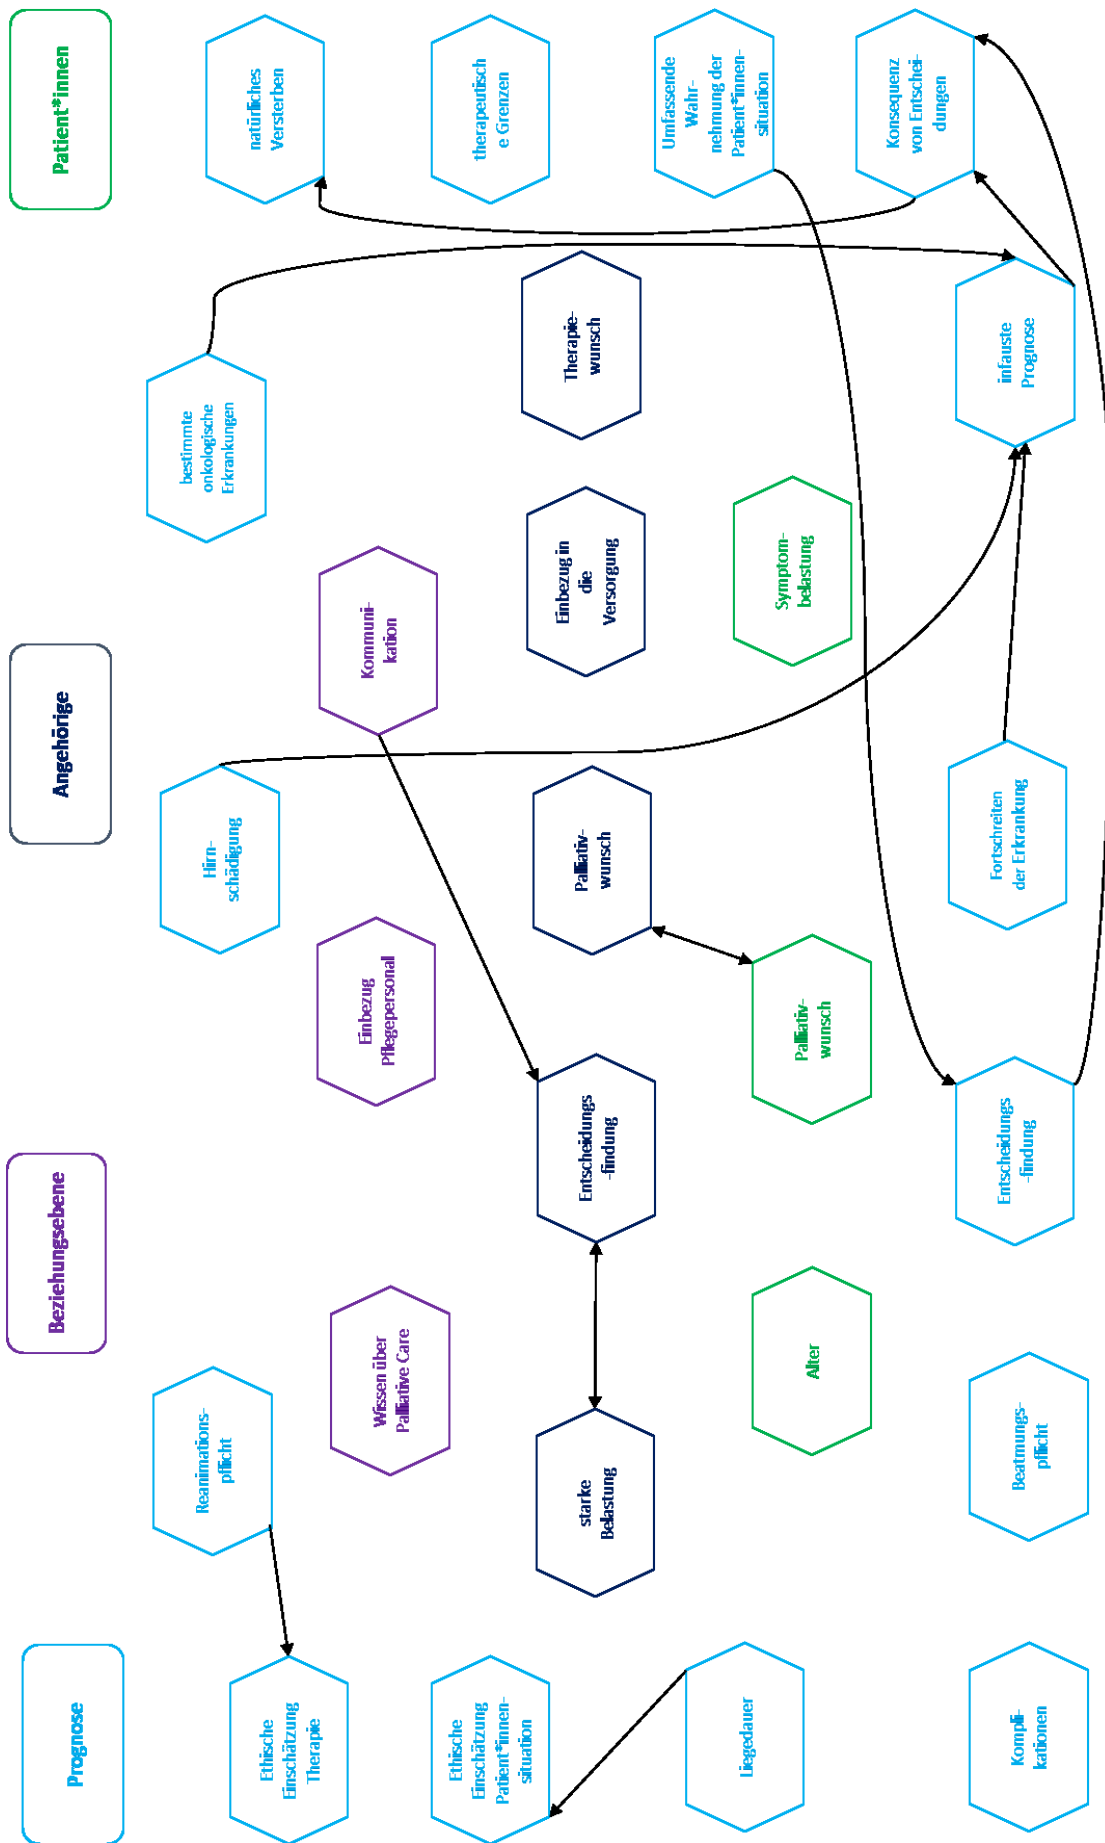 Prognose
Beziehungsebene
Angehörige
Patient*innen
Ethische
Einschätzung
Therapie
Reanimations-
pflicht
Hirn-
schädigung
bestimmte
onkologische
Erkrankungen
natürliches
Versterben
Wissen über
Palliative Care
Einbezug
Pflegepersonal
Kommuni-
kation
Ethische
Einschätzung
Patient*innen-
situation
therapeutisch
e Grenzen
starke
Belastung
Entscheidungs
-findung
Palliativ-
wunsch
Einbezug in
die
Versorgung
Therapie-
wunsch
Liegedauer
Alter
Palliativ-
wunsch
Symptom-
belastung
Umfassende
Wahr-
nehmung der
Patient*innen-
situation
Kompli-
kationen
Beatmungs-
pflicht
Entscheidungs
-findung
Fortschreiten
der Erkrankung
infauste
Prognose
Konsequenz
von Entschei-
dungen